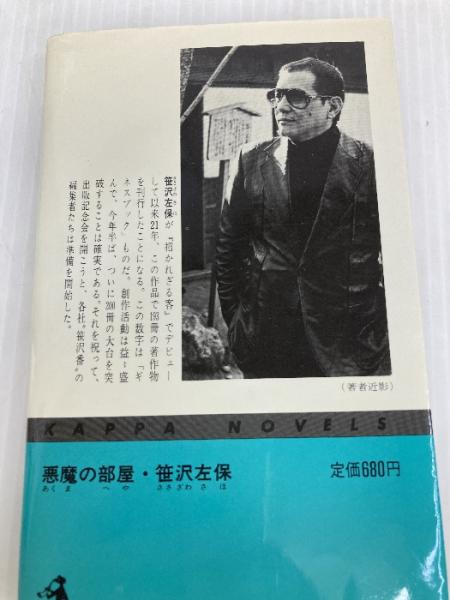 笹沢左保が『招かれざる客』でデビュー
して以来21年、この作品で193冊の著作物
を刊行したことになる。この数字は「ギ
ネスブック」ものだ。創作活動は益々盛
んで、今年半ば、ついに200冊の大台を突
破することは確実である。それを祝って、
出版記念会を開こうと、各社〝笹沢番〟の
編集者たちは準備を開始した。
(著者近影)
KAPPA NOVELS
悪魔の部屋・笹沢左保
あくま へや ささざわさほ
定価680円